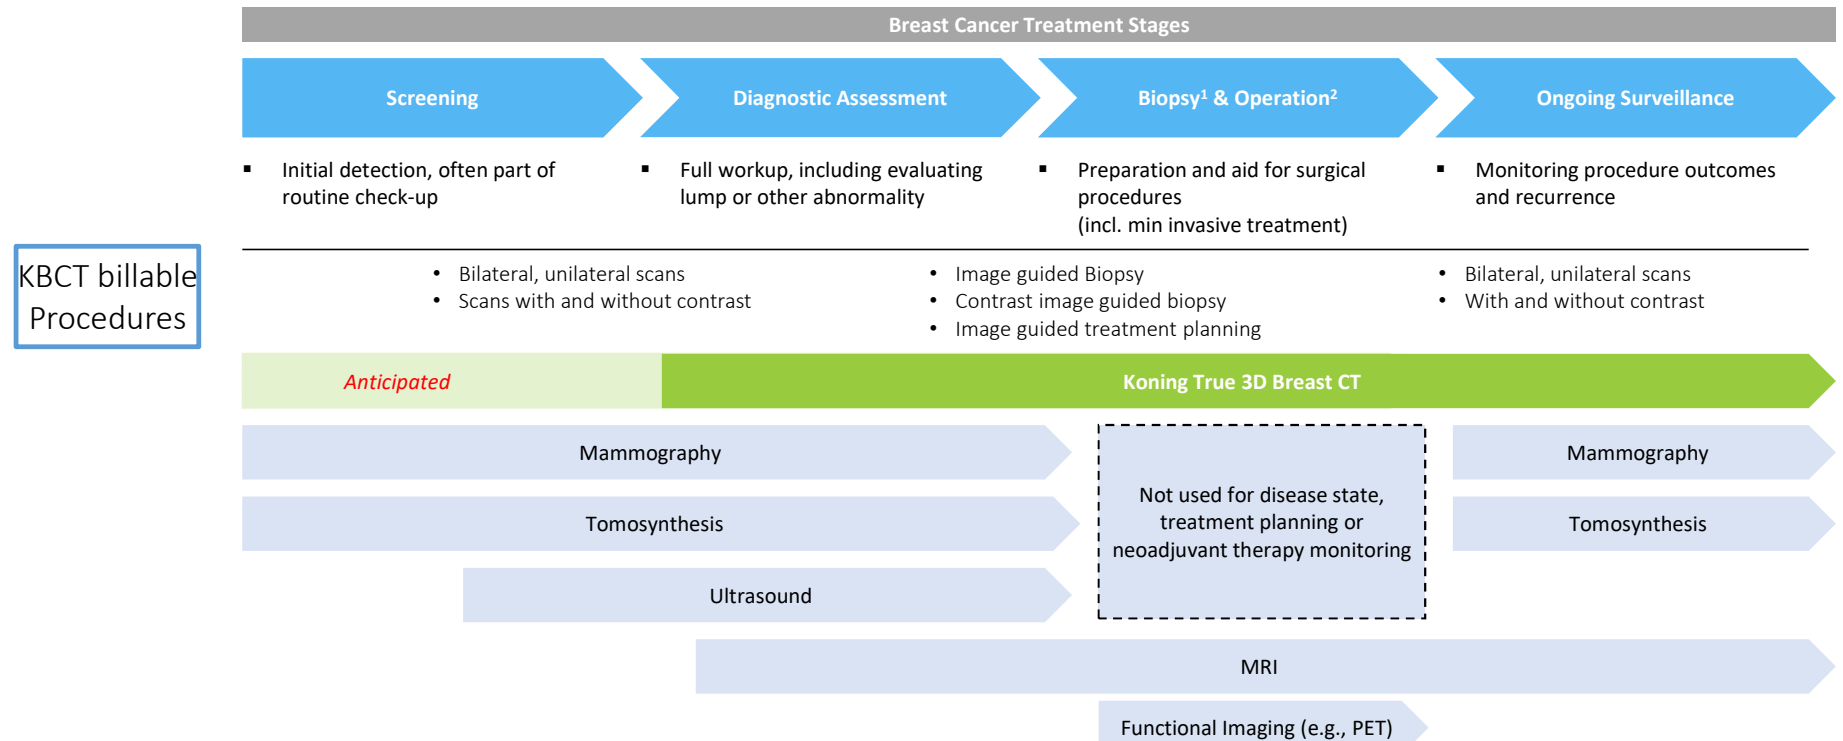 Breast Cancer Treatment Stages
Screening
Diagnostic Assessment
Biopsy¹ & Operation²
Ongoing Surveillance
▪ Initial detection, often part of
routine check-up
▪ Full workup, including evaluating
lump or other abnormality
▪ Preparation and aid for surgical
procedures
(incl. min invasive treatment)
▪ Monitoring procedure outcomes
and recurrence
KBCT billable
Procedures
• Bilateral, unilateral scans
• Scans with and without contrast
• Image guided Biopsy
• Contrast image guided biopsy
• Image guided treatment planning
• Bilateral, unilateral scans
• With and without contrast
Anticipated
Koning True 3D Breast CT
Mammography
Mammography
Not used for disease state,
treatment planning or
neoadjuvant therapy monitoring
Tomosynthesis
Tomosynthesis
Ultrasound
MRI
Functional Imaging (e.g., PET)